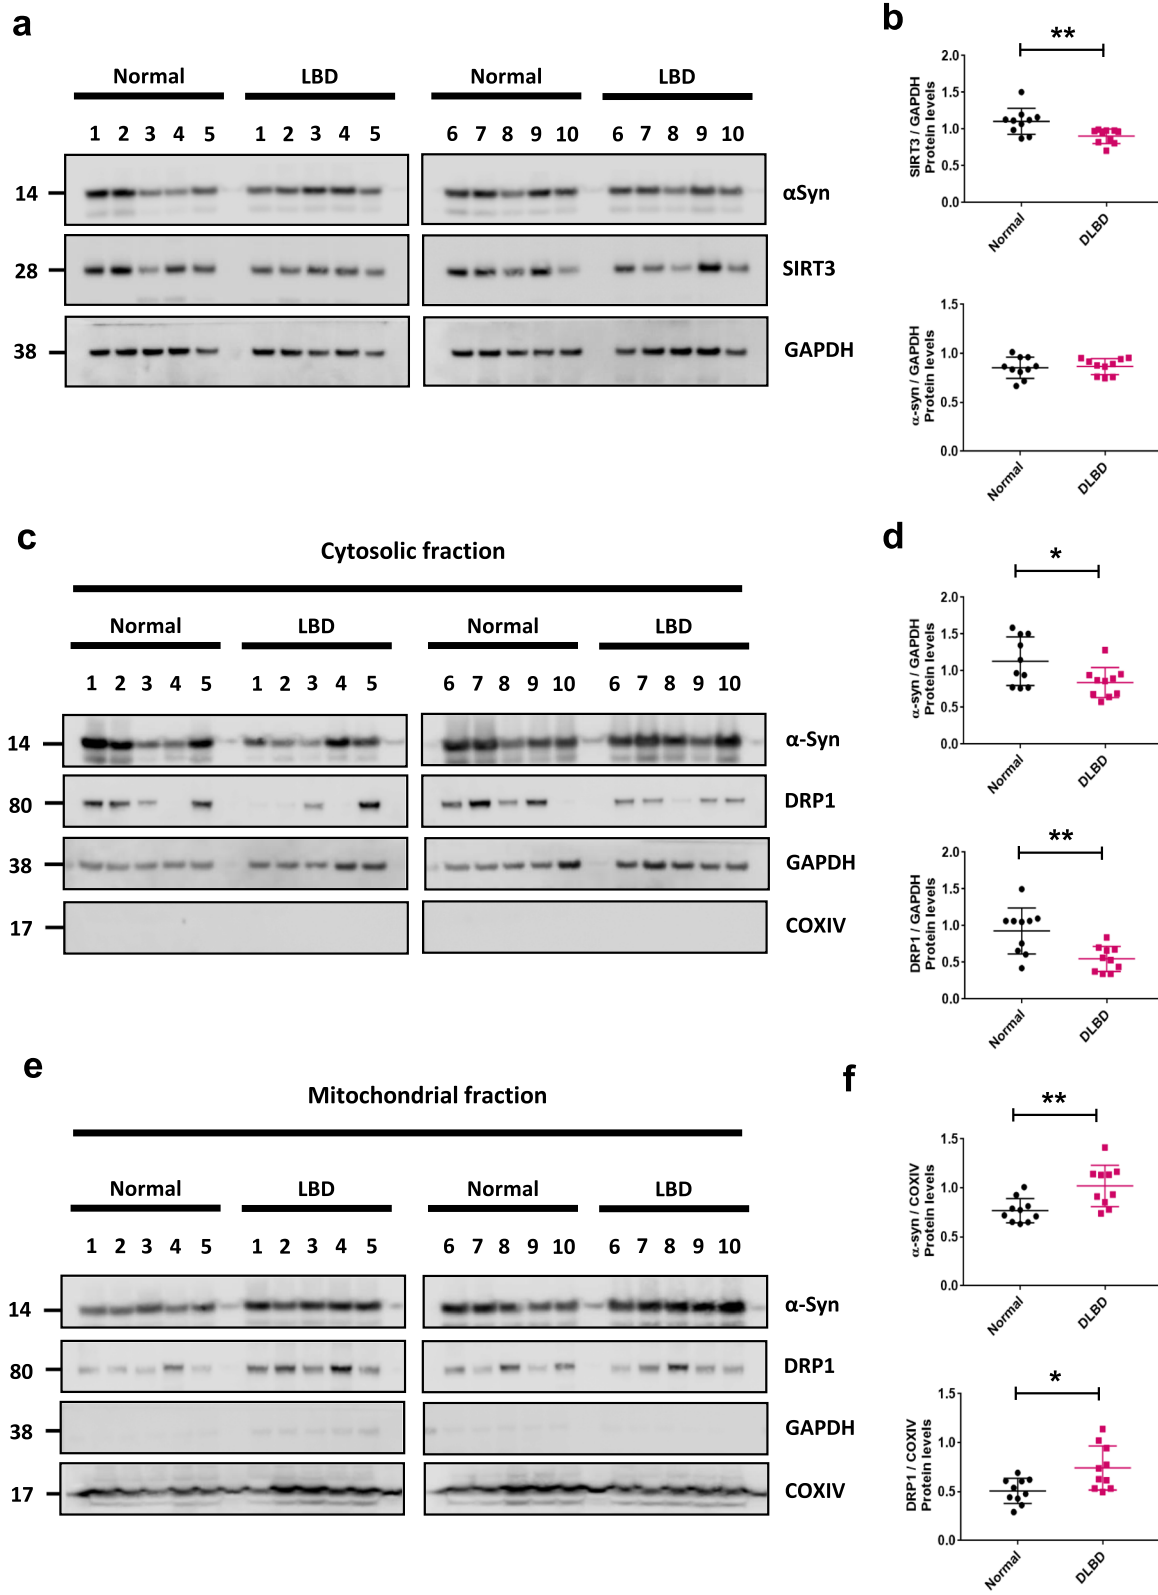 a
Normal LBD Normal LBD
1 2 3 4 5 1 2 3 4 5 6 7 8 9 10 6 7 8 9 10
14 αSyn
28 SIRT3
38 GAPDH
b
**
2.0
1.5
1.0
0.5
0.0
SIRT3 / GAPDH
Protein levels
Normal DLBD
1.5
1.0
0.5
0.0
α-syn / GAPDH
Protein levels
Normal DLBD
c
Cytosolic fraction
Normal LBD Normal LBD
1 2 3 4 5 1 2 3 4 5 6 7 8 9 10 6 7 8 9 10
14 α-Syn
80 DRP1
38 GAPDH
17 COXIV
d
*
2.0
1.5
1.0
0.5
0.0
α-syn / GAPDH
Protein levels
Normal DLBD
**
2.0
1.5
1.0
0.5
0.0
DRP1 / GAPDH
Protein levels
Normal DLBD
e
Mitochondrial fraction
Normal LBD Normal LBD
1 2 3 4 5 1 2 3 4 5 6 7 8 9 10 6 7 8 9 10
14 α-Syn
80 DRP1
38 GAPDH
17 COXIV
f
**
1.5
1.0
0.5
0.0
α-syn / COXIV
Protein levels
Normal DLBD
*
1.5
1.0
0.5
0.0
DRP1 / COXIV
Protein levels
Normal DLBD